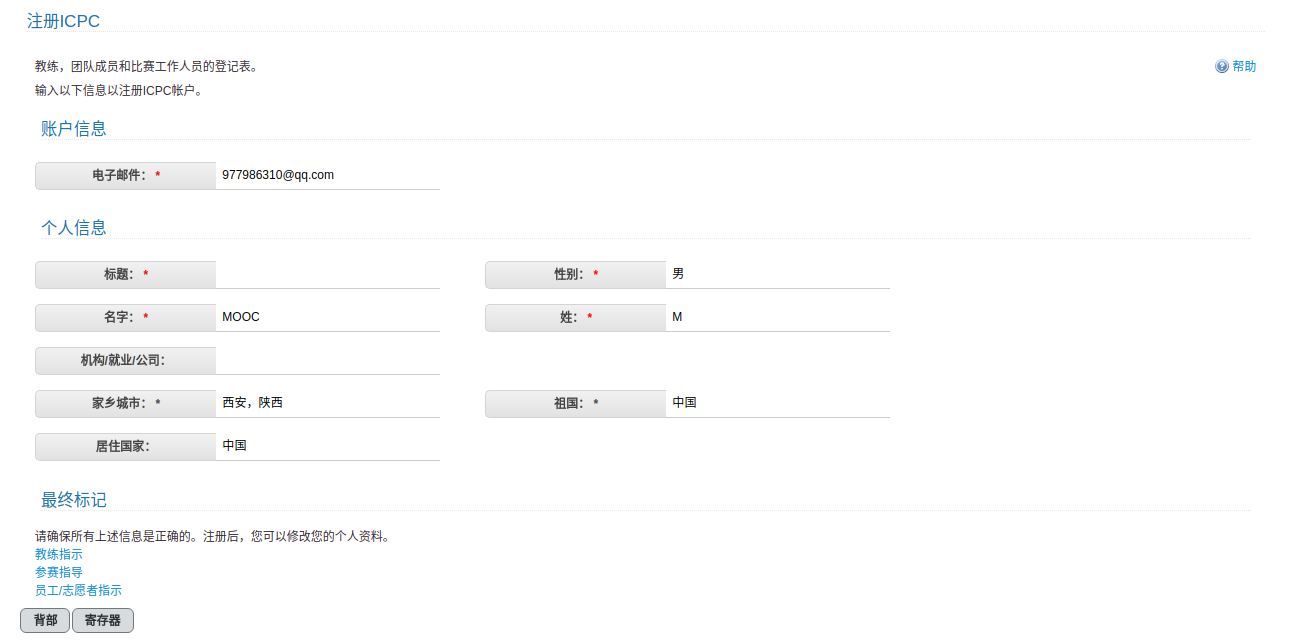 注册ICPC
教练，团队成员和比赛工作人员的登记表。
帮助
输入以下信息以注册ICPC帐户。
账户信息
电子邮件： * 977986310@qq.com
个人信息
标题： *
性别： * 男
名字： * MOOC
姓： * M
机构/就业/公司：
家乡城市： * 西安，陕西
祖国： * 中国
居住国家： 中国
最终标记
请确保所有上述信息是正确的。注册后，您可以修改您的个人资料。
教练指示
参赛指导
员工/志愿者指示
背部 寄存器